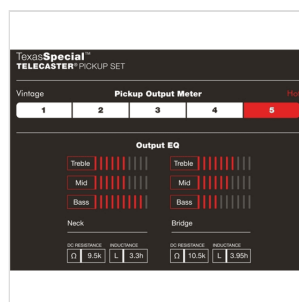 TexasSpecial™
TELECASTER® PICKUP SET
Vintage Pickup Output Meter Hot
1 2 3 4 5
Output EQ
Treble Treble
Mid Mid
Bass Bass
Neck Bridge
DC RESISTANCE INDUCTANCE DC RESISTANCE INDUCTANCE
Ω 9.5k L 3.3h Ω 10.5k L 3.95h